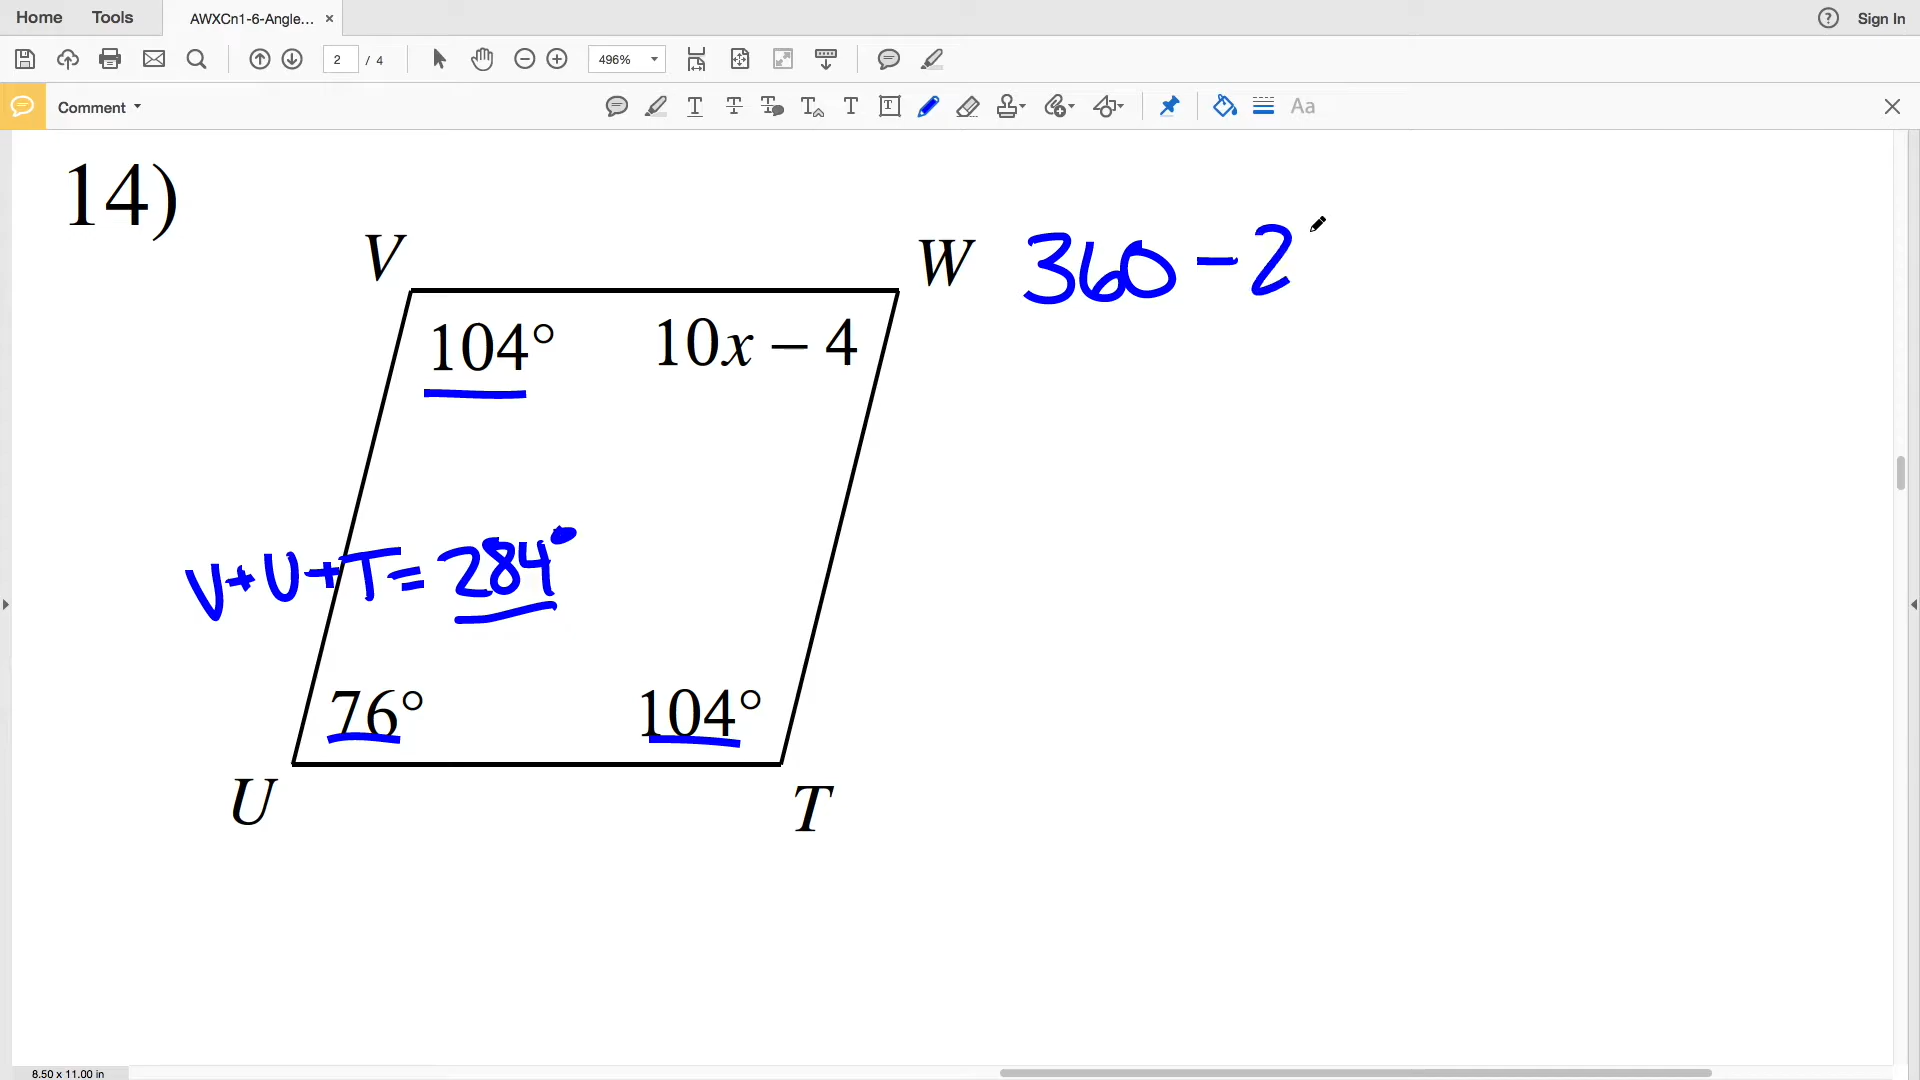 Home Tools AWXCn1-6-Angle... × ? Sign In
2 / 4 496%
Comment Aa
14)
V W 360 - 2
104° 10x − 4
V+U+T= 284°
76° 104°
U T
8.50 x 11.00 in